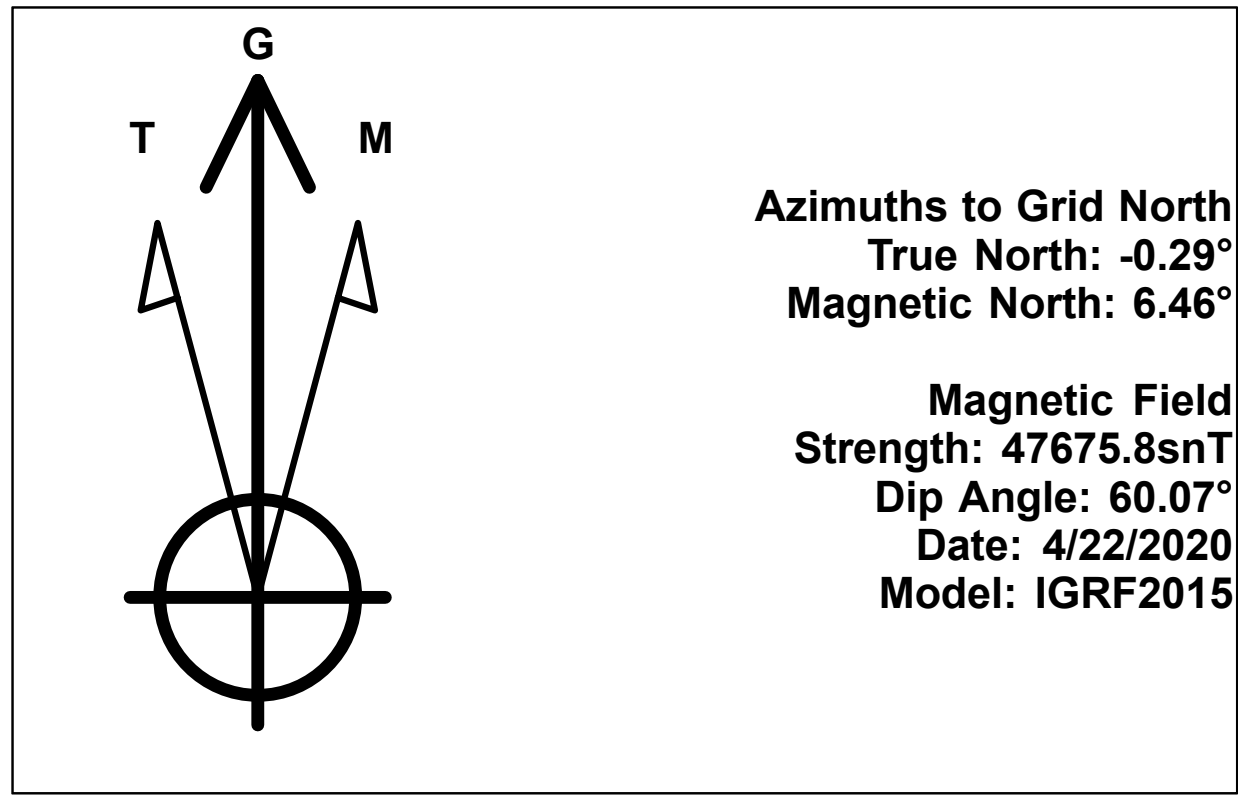 G
T
M
Azimuths to Grid North
True North: -0.29°
Magnetic North: 6.46°
Magnetic Field
Strength: 47675.8snT
Dip Angle: 60.07°
Date: 4/22/2020
Model: IGRF2015